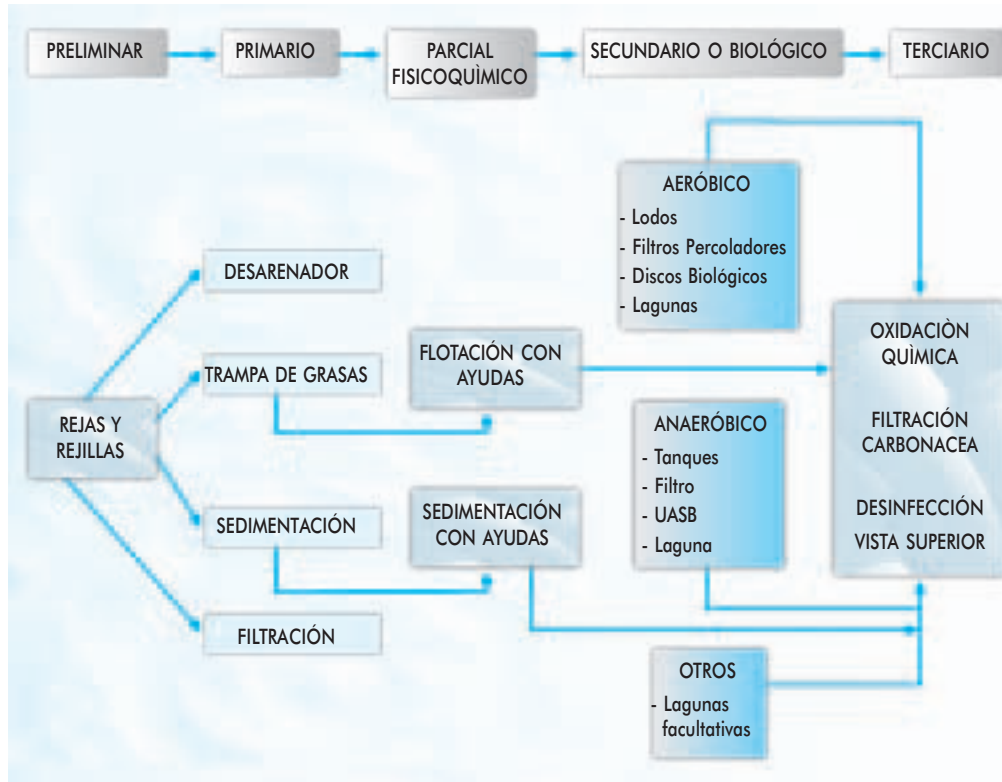 PRELIMINAR
PRIMARIO
PARCIAL
FISICOQUÌMICO
SECUNDARIO O BIOLÓGICO
TERCIARIO
REJAS Y
REJILLAS
DESARENADOR
TRAMPA DE GRASAS
SEDIMENTACIÓN
FILTRACIÓN
FLOTACIÓN CON
AYUDAS
SEDIMENTACIÓN
CON AYUDAS
AERÓBICO
- Lodos
- Filtros Percoladores
- Discos Biológicos
- Lagunas
ANAERÓBICO
- Tanques
- Filtro
- UASB
- Laguna
OTROS
- Lagunas
facultativas
OXIDACIÒN
QUÌMICA
FILTRACIÓN
CARBONACEA
DESINFECCIÓN
VISTA SUPERIOR